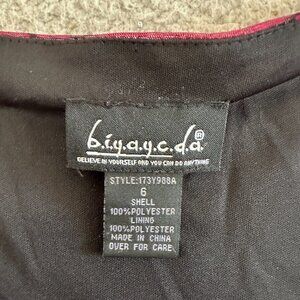 b.i.y.a.y.c.d.a®
BELIEVE IN YOURSELF AND YOU CAN DO ANYTHING
STYLE:173Y988A
6
SHELL
100%POLYESTER
LINING
100%POLYESTER
MADE IN CHINA
OVER FOR CARE